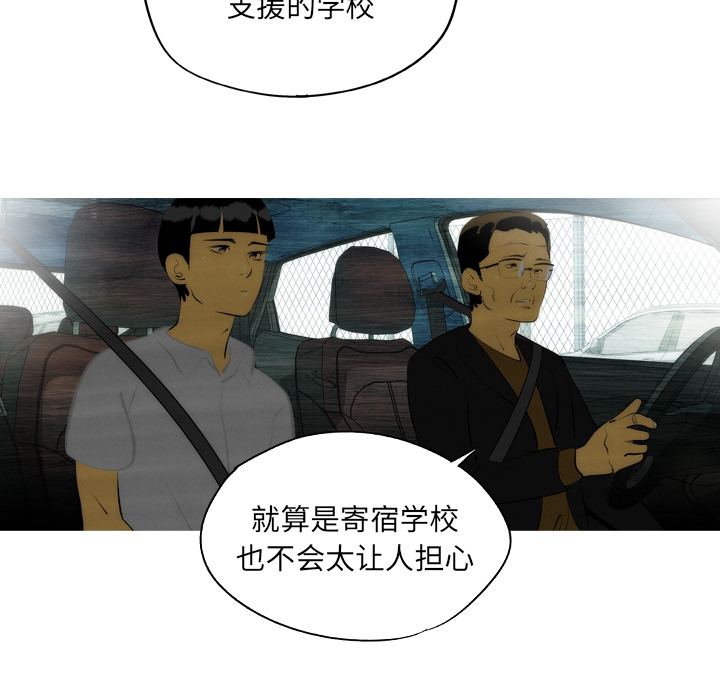 支援的学校
就算是寄宿学校
也不会太让人担心